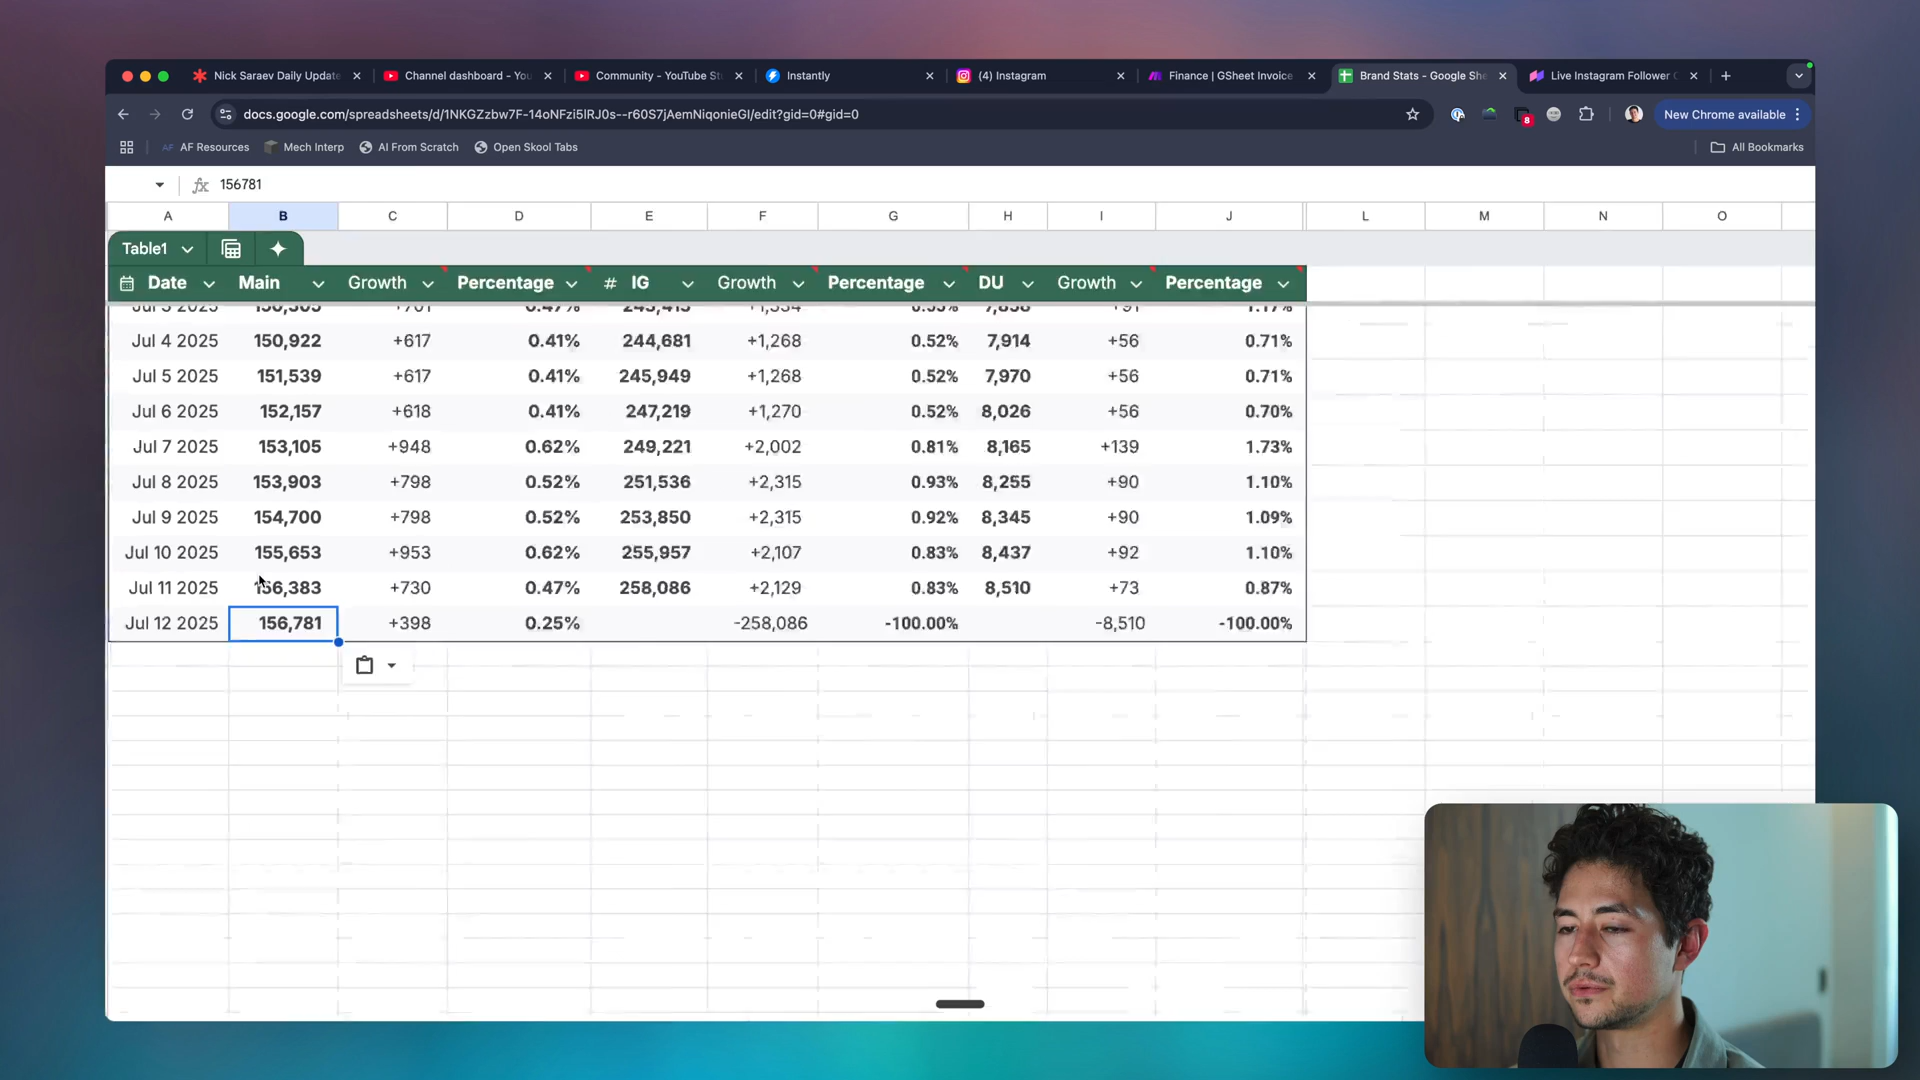 Nick Saraev Daily Update
Channel dashboard - You
Community - YouTube St
Instantly
(4) Instagram
Finance | GSheet Invoice
Brand Stats - Google She
Live Instagram Follower C
docs.google.com/spreadsheets/d/1NKGZzbw7F-14oNFzi5lRJ0s--r60S7jAemNiqonieGI/edit?gid=0#gid=0
8
New Chrome available
AF Resources
Mech Interp
AI From Scratch
Open Skool Tabs
All Bookmarks
fx 156781
A B C D E F G H I J L M N O
Table1
Date Main Growth Percentage # IG Growth Percentage DU Growth Percentage
Jul 4 2025 150,922 +617 0.41% 244,681 +1,268 0.52% 7,914 +56 0.71%
Jul 5 2025 151,539 +617 0.41% 245,949 +1,268 0.52% 7,970 +56 0.71%
Jul 6 2025 152,157 +618 0.41% 247,219 +1,270 0.52% 8,026 +56 0.70%
Jul 7 2025 153,105 +948 0.62% 249,221 +2,002 0.81% 8,165 +139 1.73%
Jul 8 2025 153,903 +798 0.52% 251,536 +2,315 0.93% 8,255 +90 1.10%
Jul 9 2025 154,700 +798 0.52% 253,850 +2,315 0.92% 8,345 +90 1.09%
Jul 10 2025 155,653 +953 0.62% 255,957 +2,107 0.83% 8,437 +92 1.10%
Jul 11 2025 156,383 +730 0.47% 258,086 +2,129 0.83% 8,510 +73 0.87%
Jul 12 2025 156,781 +398 0.25% -258,086 -100.00% -8,510 -100.00%